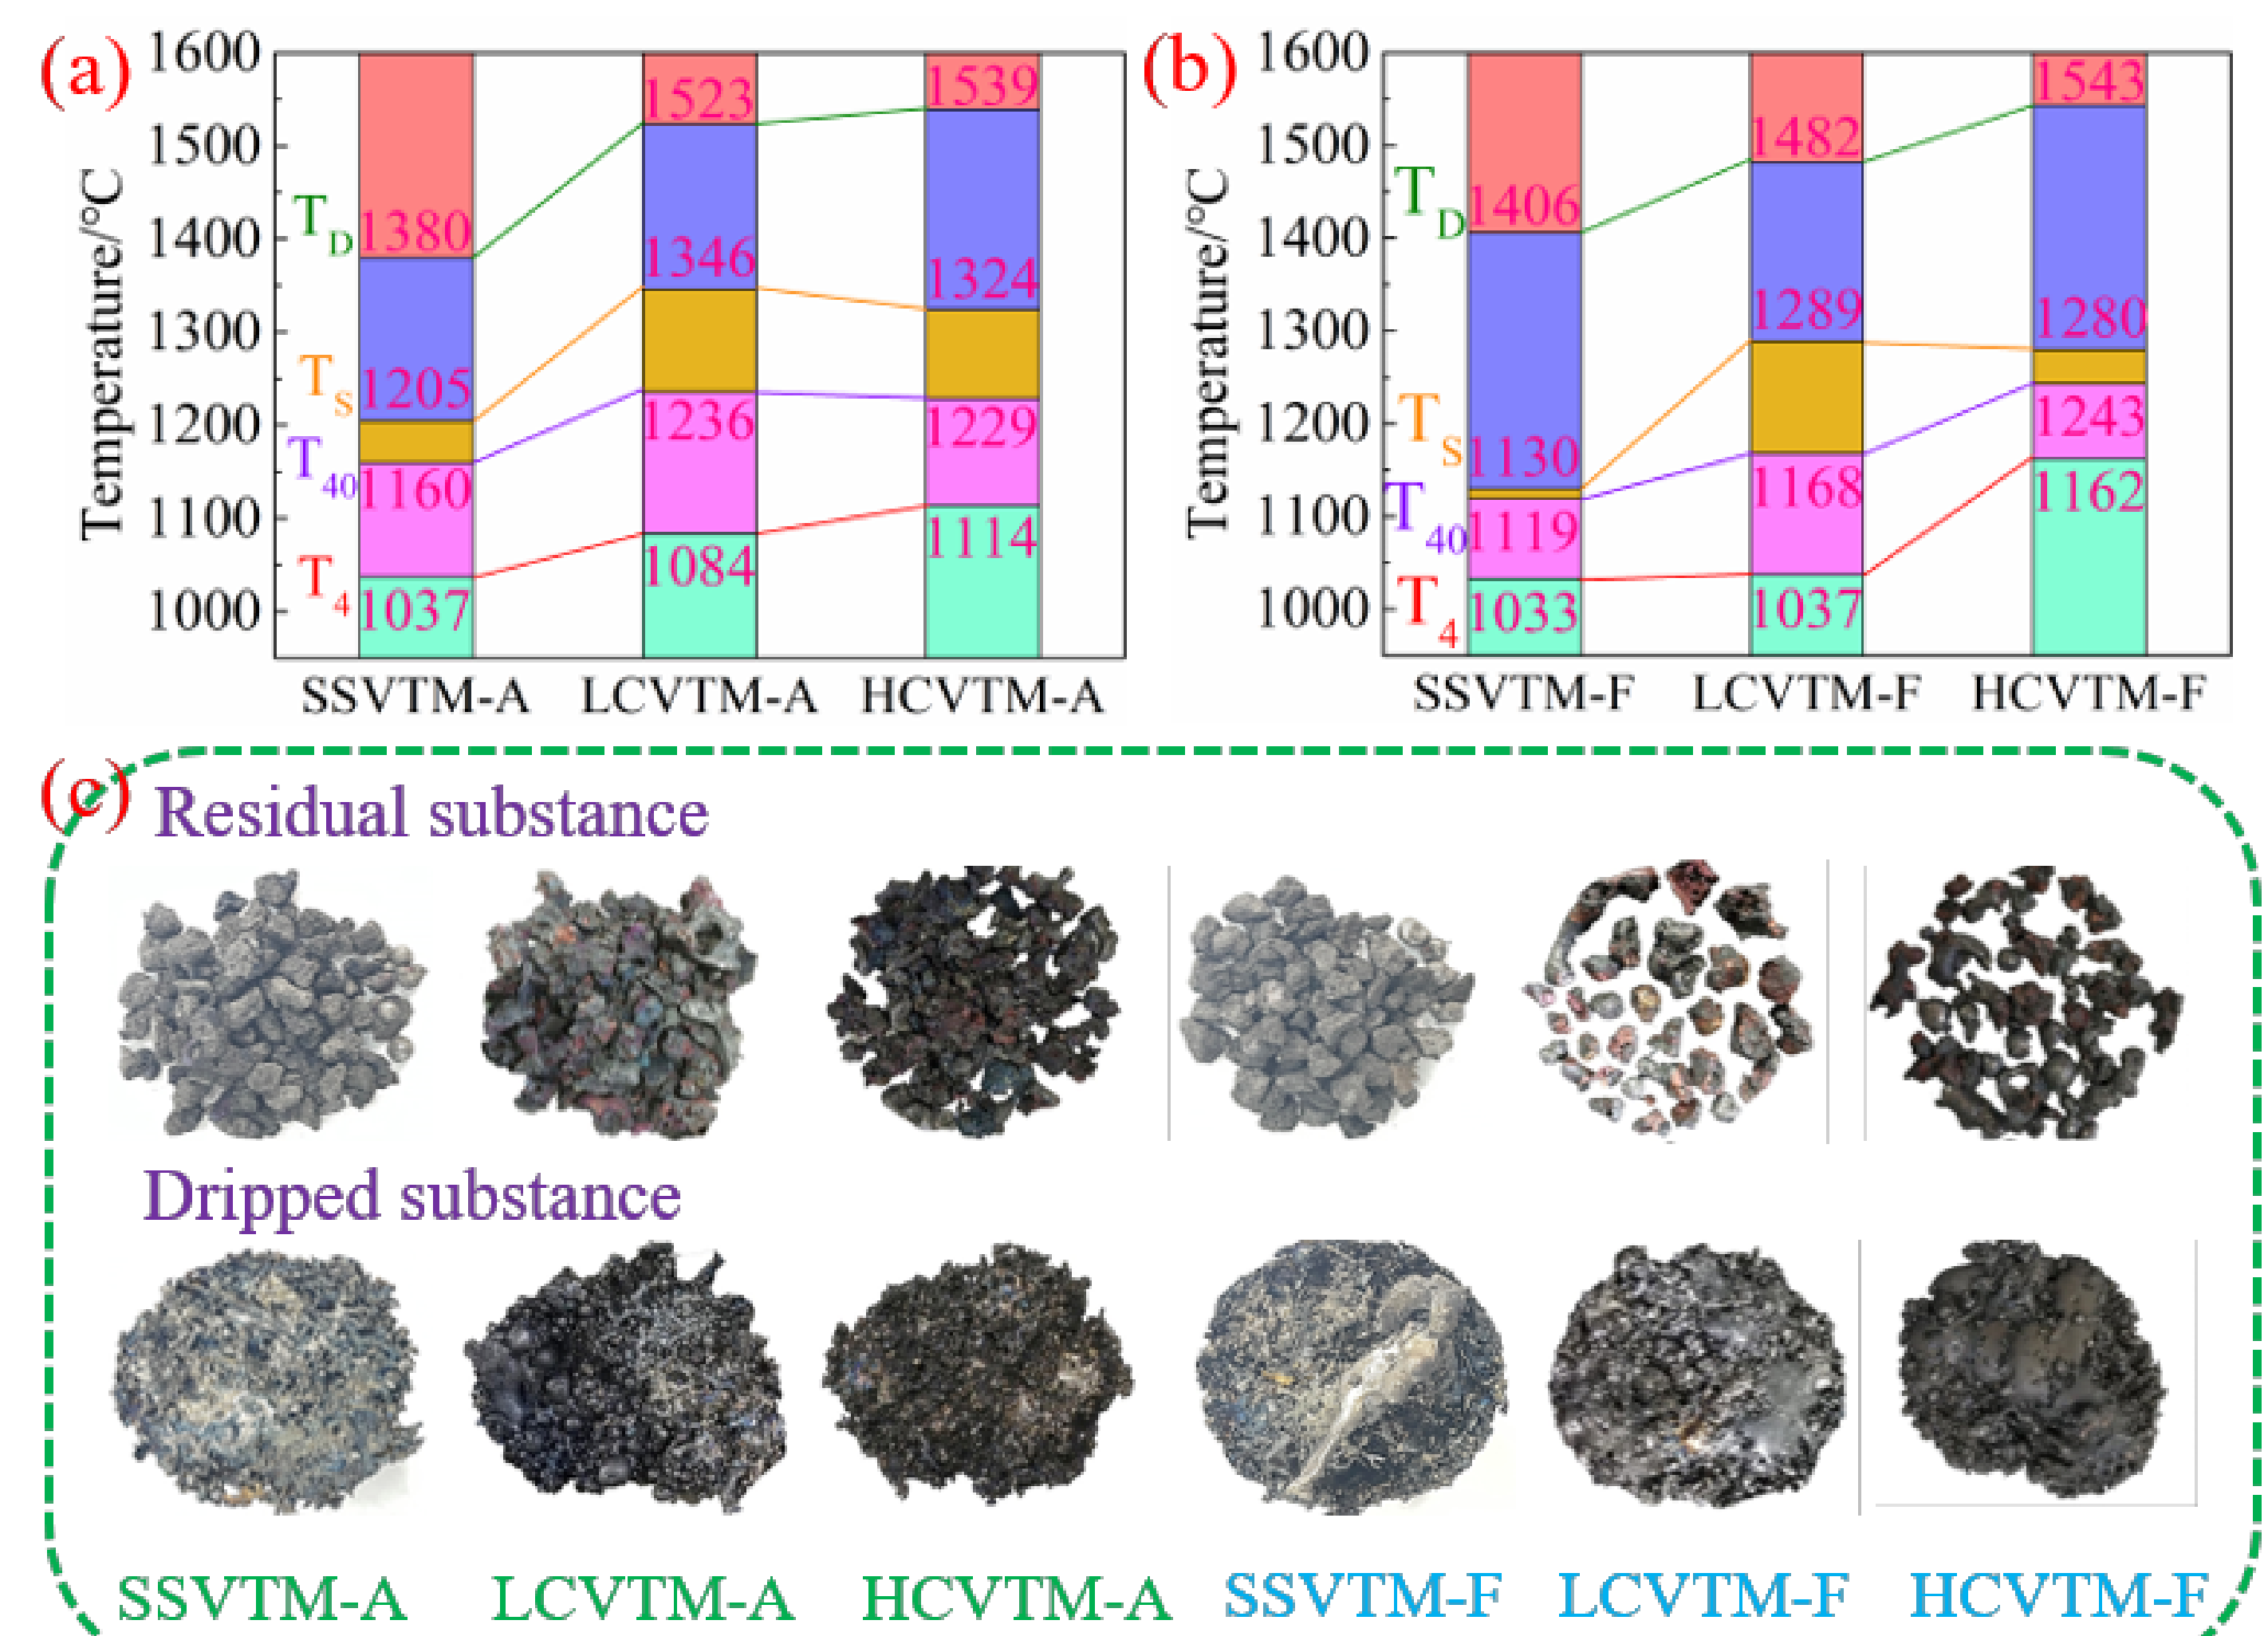 (a)
Temperature/°C
1600
1500
1400
1300
1200
1100
1000
T_D
T_S
T_40
T_4
1380
1205
1160
1037
1523
1346
1236
1084
1539
1324
1229
1114
SSVTM-A LCVTM-A HCVTM-A
(b)
Temperature/°C
1600
1500
1400
1300
1200
1100
1000
T_D
T_S
T_40
T_4
1406
1130
1119
1033
1482
1289
1168
1037
1543
1280
1243
1162
SSVTM-F LCVTM-F HCVTM-F
(c)
Residual substance
Dripped substance
SSVTM-A LCVTM-A HCVTM-A SSVTM-F LCVTM-F HCVTM-F